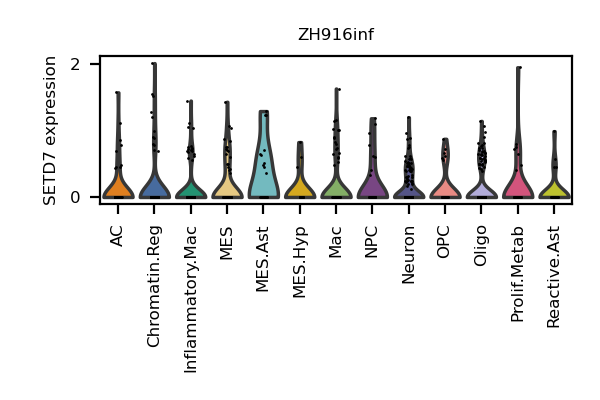 ZH916inf
SETD7 expression
2
0
AC
Chromatin.Reg
Inflammatory.Mac
MES
MES.Ast
MES.Hyp
Mac
NPC
Neuron
OPC
Oligo
Prolif.Metab
Reactive.Ast